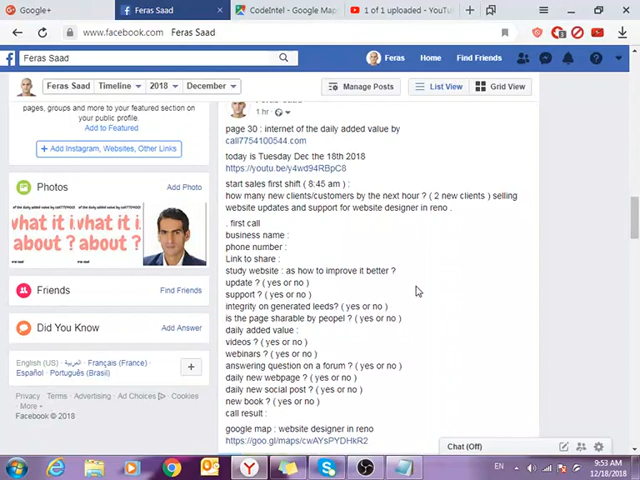 Google+
Feras Saad
CodeIntel - Google Map
1 of 1 uploaded - YouTu
www.facebook.com Feras Saad
Feras Saad
Feras Home Find Friends
Feras Saad Timeline 2018 December
Manage Posts List View Grid View
pages, groups and more to your featured section on
your public profile.
Add to Featured
+ Add Instagram, Websites, Other Links
Photos Add Photo
what it i. what it i.
about ? about ?
Friends Find Friends
Did You Know Add Answer
English (US) · العربية · Français (France) ·
Español · Português (Brasil)
Privacy · Terms · Advertising · Ad Choices · Cookies
· More
Facebook © 2018
1 hr ·
page 30 : internet of the daily added value by
call7754100544.com
today is Tuesday Dec the 18th 2018
https://youtu.be/y4wd94RBpC8
start sales first shift ( 8:45 am ) :
how many new clients/customers by the next hour ? ( 2 new clients ) selling
website updates and support for website designer in reno .
. first call
business name :
phone number :
Link to share :
study website : as how to improve it better ?
update ? ( yes or no )
support ? ( yes or no )
integrity on generated leeds? ( yes or no )
is the page sharable by peopel ? ( yes or no )
daily added value :
videos ? ( yes or no )
webinars ? ( yes or no )
answering question on a forum ? ( yes or no )
daily new webpage ? ( yes or no )
daily new social post ? ( yes or no )
new book ? ( yes or no )
call result :
google map : website designer in reno
https://goo.gl/maps/cwAYsPYDHkR2
Chat (Off)
EN
9:53 AM
12/18/2018